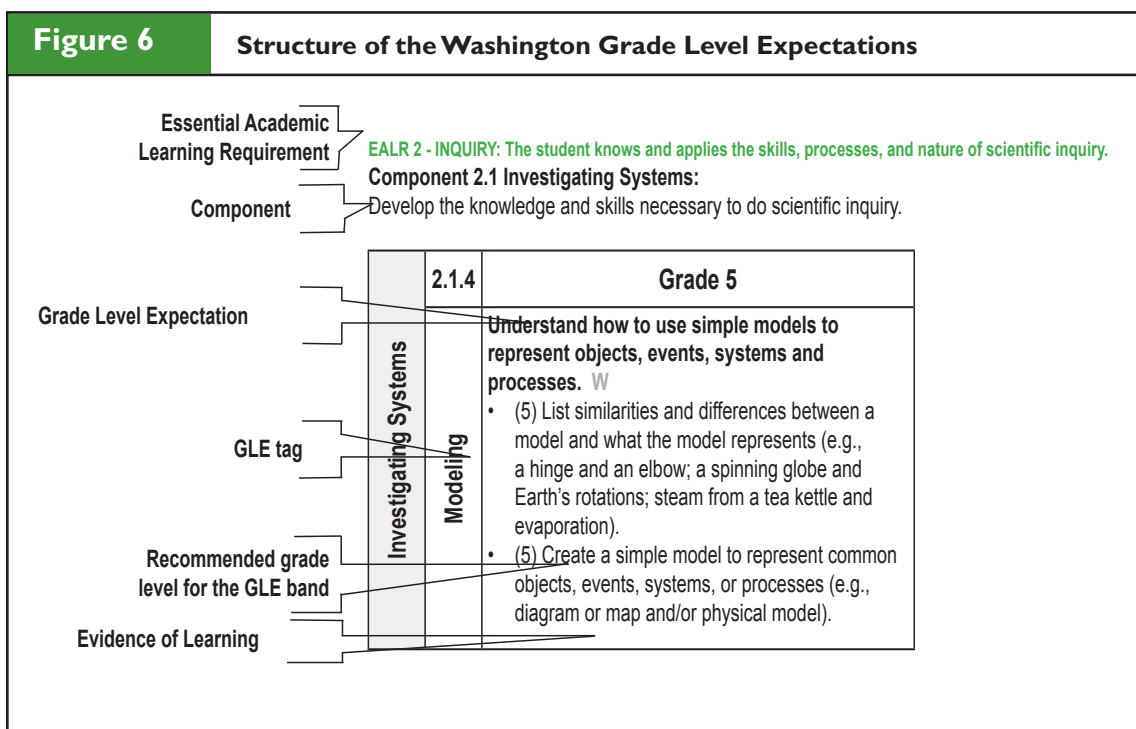 Figure 6
Structure of the Washington Grade Level Expectations
Essential Academic
Learning Requirement
EALR 2 - INQUIRY: The student knows and applies the skills, processes, and nature of scientific inquiry.
Component 2.1 Investigating Systems:
Component
Develop the knowledge and skills necessary to do scientific inquiry.
2.1.4
Grade 5
Grade Level Expectation
GLE tag
Recommended grade
level for the GLE band
Evidence of Learning
Investigating Systems
Modeling
Understand how to use simple models to
represent objects, events, systems and
processes. W
• (5) List similarities and differences between a
model and what the model represents (e.g.,
a hinge and an elbow; a spinning globe and
Earth's rotations; steam from a tea kettle and
evaporation).
• (5) Create a simple model to represent common
objects, events, systems, or processes (e.g.,
diagram or map and/or physical model).